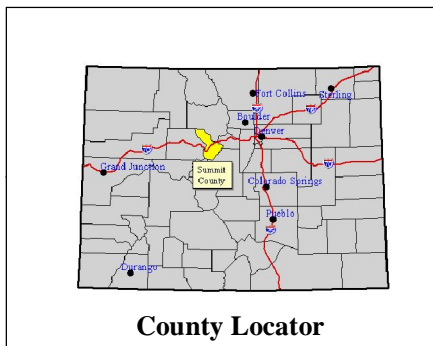 Fort Collins
Sterling
Boulder
Denver
Grand Junction
Summit
County
Colorado Springs
Pueblo
Durango
County Locator